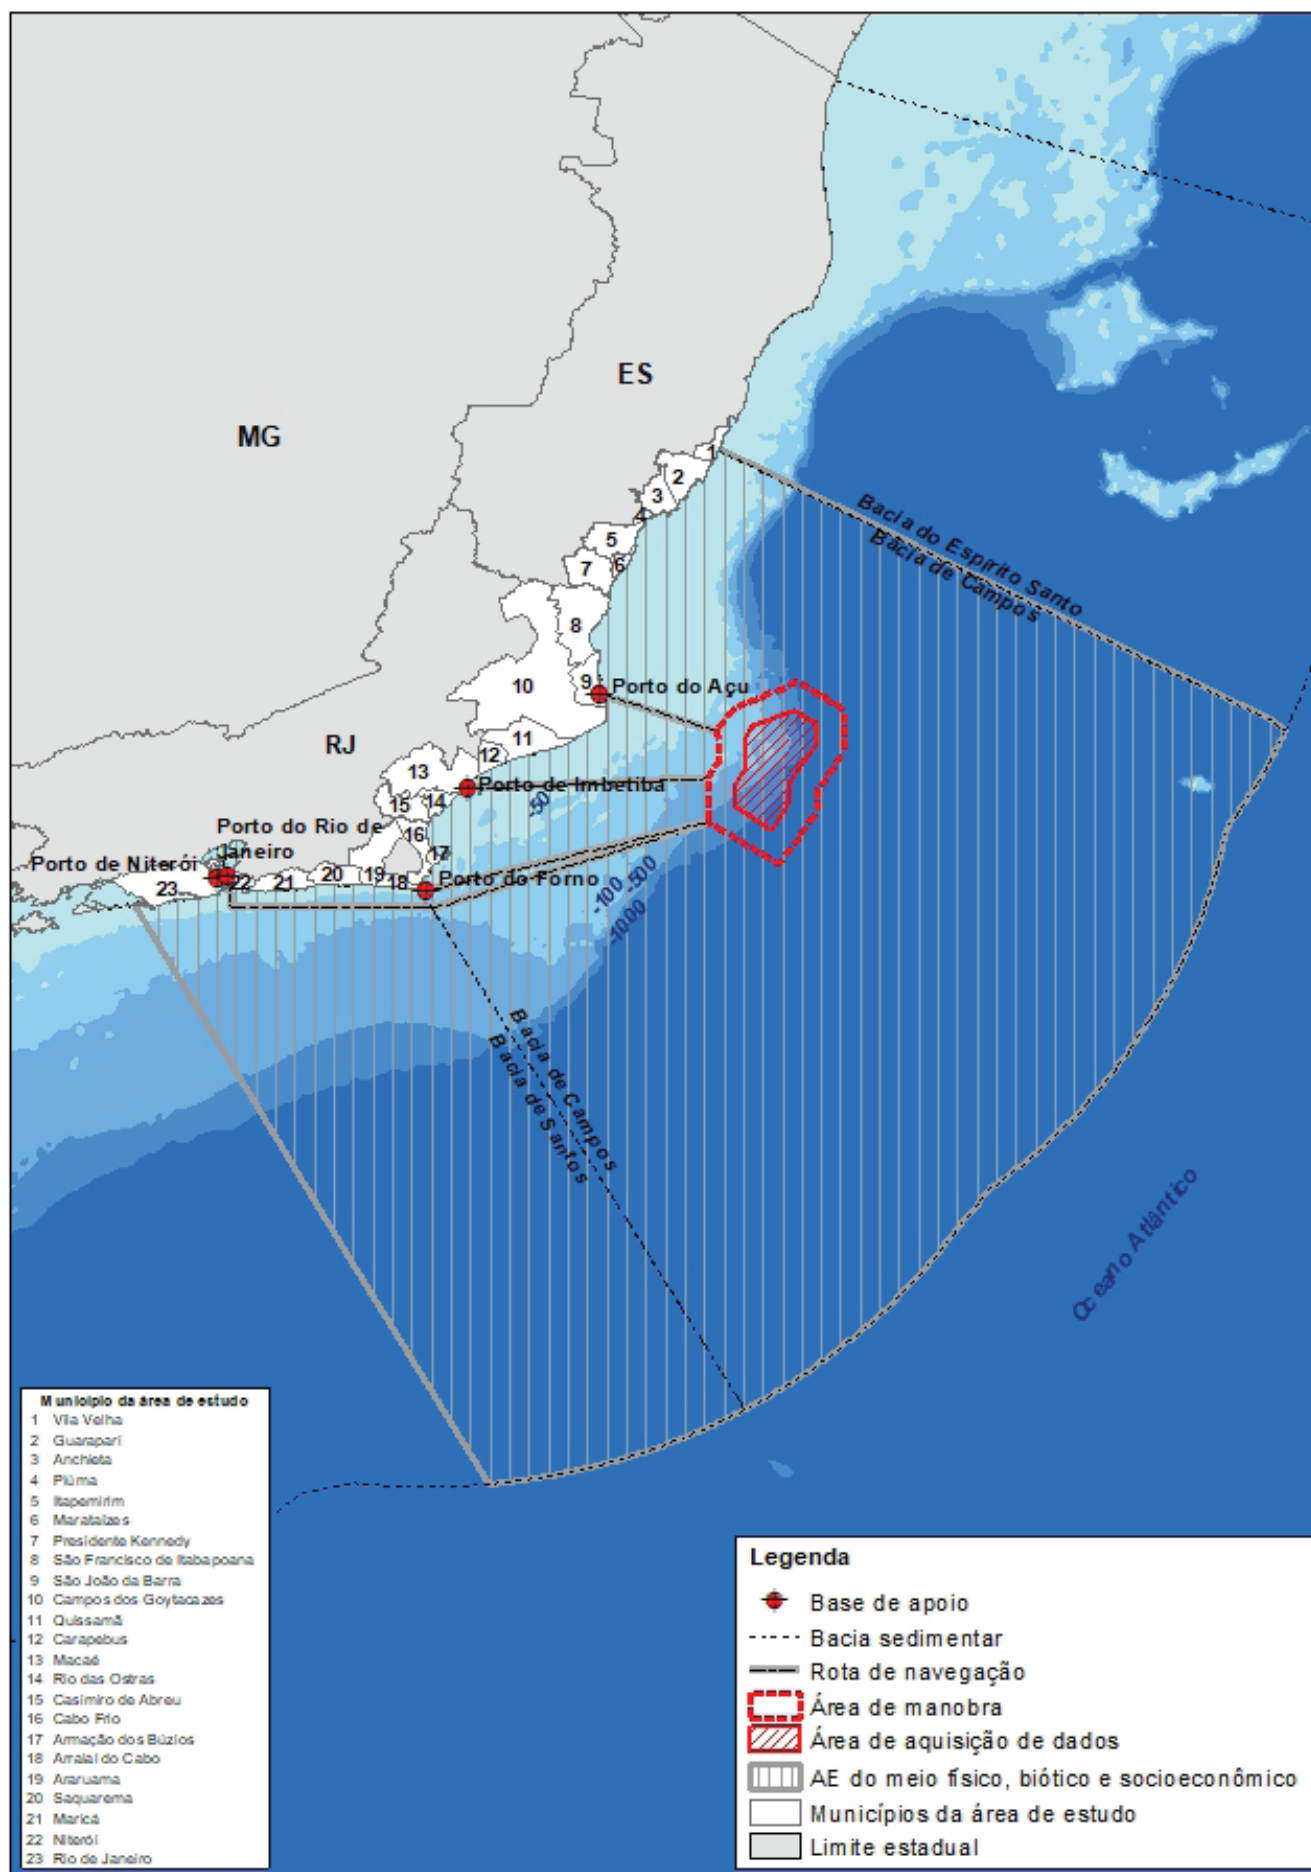 ES
MG
1
2
3
4
5
6
7
8
9
10
11
12
13
14
15
16
17
18
19
20
21
22
23
RJ
Bacia do Espírito Santo
Bacia de Campos
Porto do Açu
Porto de Imbetiba
-50
Porto do Rio de
Janeiro
Porto de Niterói
Porto do Forno
-100
-500
-1000
Bacia de Campos
Bacia de Santos
Oceano Atlântico
Município da área de estudo
1 Vila Velha
2 Guarapari
3 Anchieta
4 Piúma
5 Itapemirim
6 Marataízes
7 Presidente Kennedy
8 São Francisco de Itabapoana
9 São João da Barra
10 Campos dos Goytacazes
11 Quissamã
12 Carapebus
13 Macaé
14 Rio das Ostras
15 Casimiro de Abreu
16 Cabo Frio
17 Armação dos Búzios
18 Arraial do Cabo
19 Araruama
20 Saquarema
21 Maricá
22 Niterói
23 Rio de Janeiro
Legenda
Base de apoio
Bacia sedimentar
Rota de navegação
Área de manobra
Área de aquisição de dados
AE do meio físico, biótico e socioeconômico
Municípios da área de estudo
Limite estadual